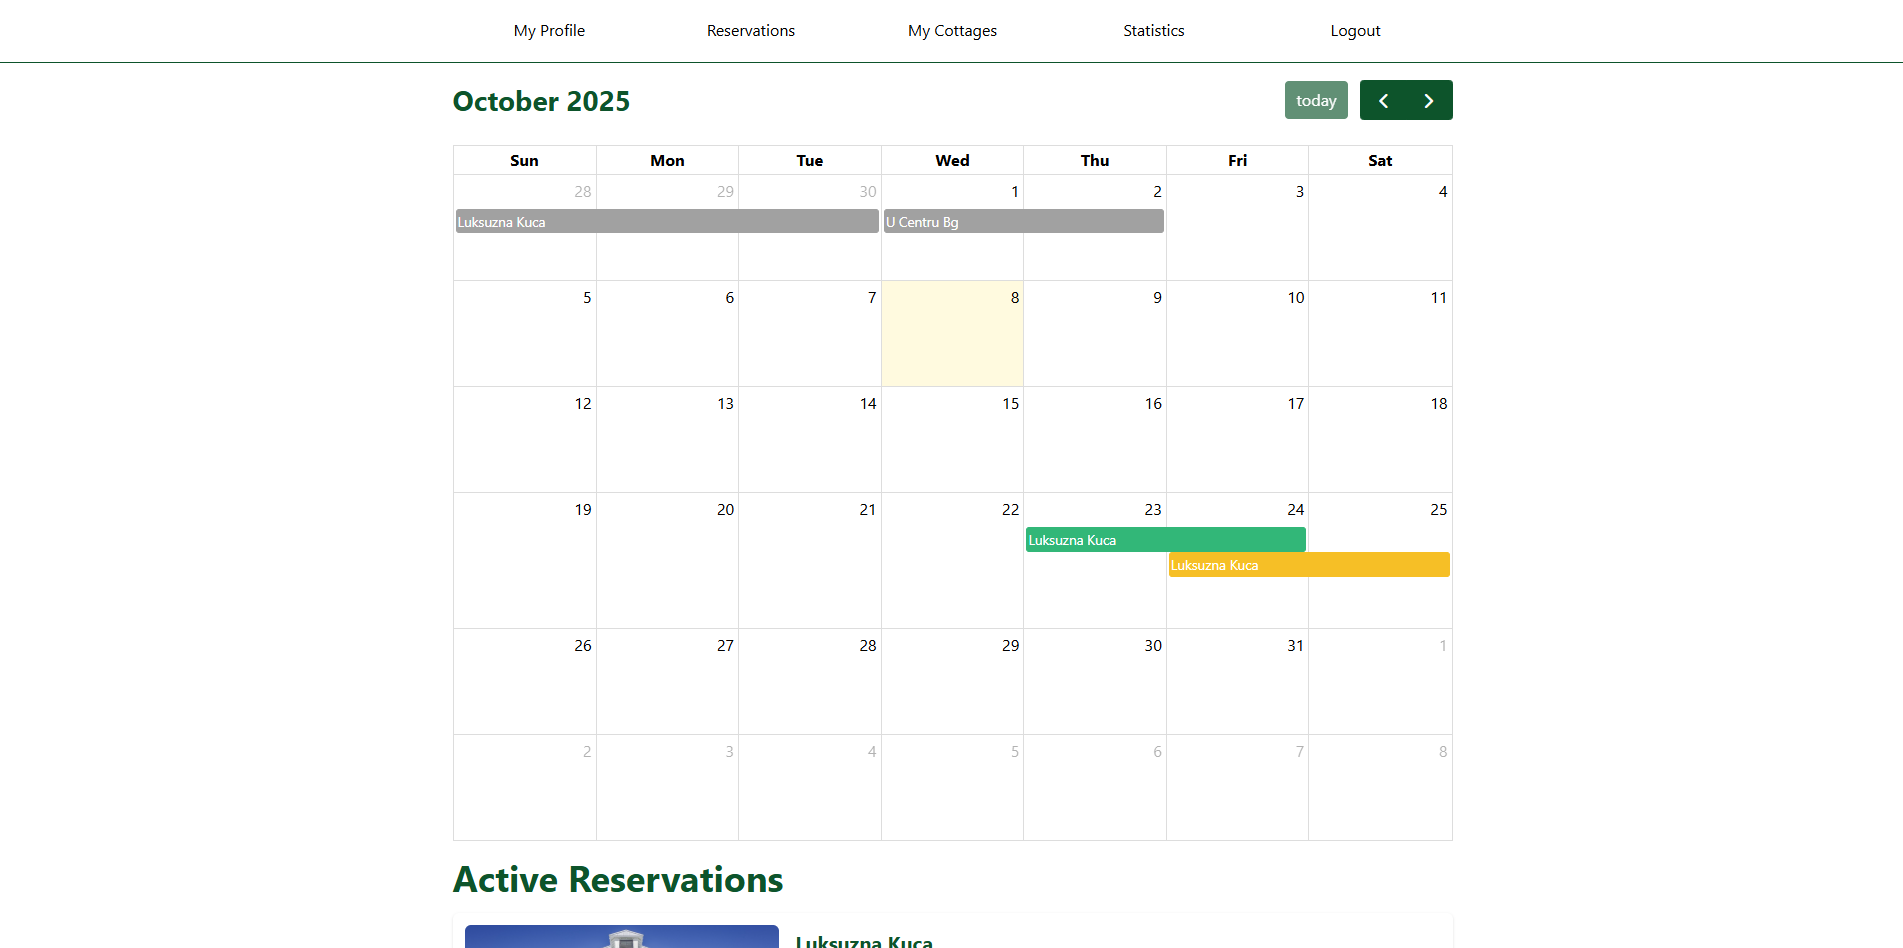 My Profile Reservations My Cottages Statistics Logout
October 2025 today
Sun Mon Tue Wed Thu Fri Sat
28 29 30 1 2 3 4
Luksuzna Kuca U Centru Bg
5 6 7 8 9 10 11
12 13 14 15 16 17 18
19 20 21 22 23 24 25
Luksuzna Kuca
Luksuzna Kuca
26 27 28 29 30 31 1
2 3 4 5 6 7 8
Active Reservations
Luksuzna Kuca